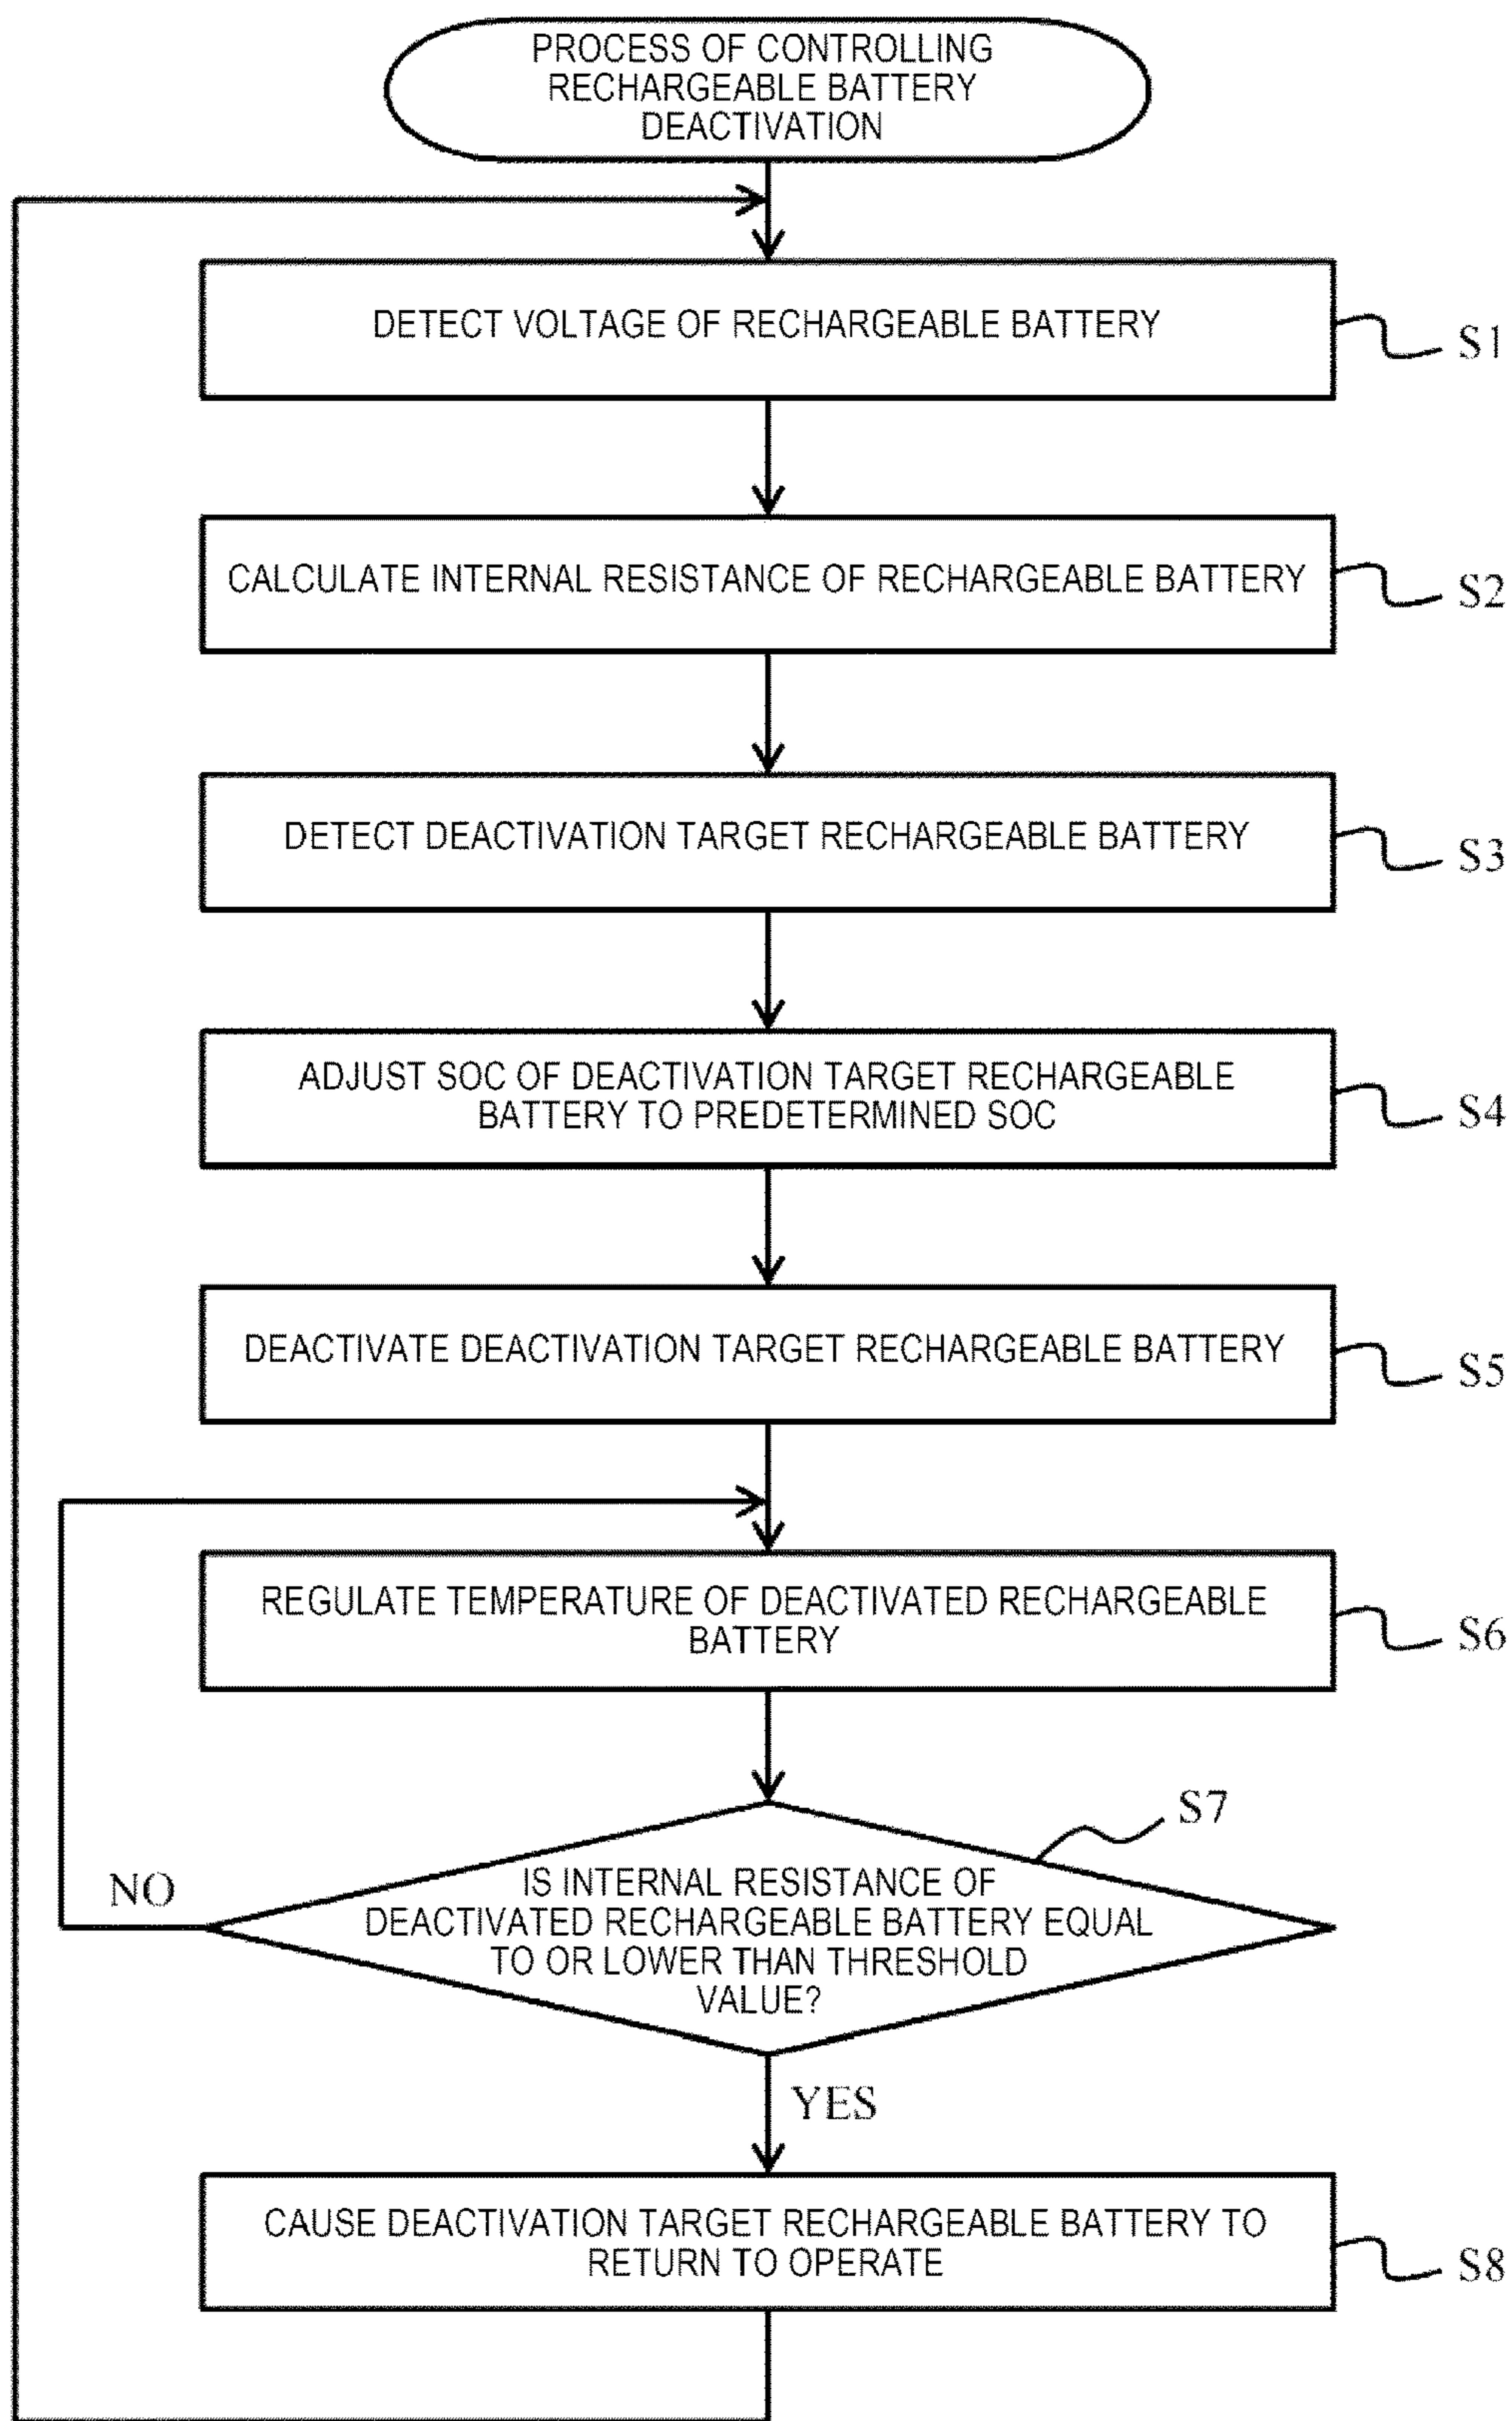 PROCESS OF CONTROLLING
RECHARGEABLE BATTERY
DEACTIVATION
DETECT VOLTAGE OF RECHARGEABLE BATTERY
S1
CALCULATE INTERNAL RESISTANCE OF RECHARGEABLE BATTERY
S2
DETECT DEACTIVATION TARGET RECHARGEABLE BATTERY
S3
ADJUST SOC OF DEACTIVATION TARGET RECHARGEABLE
BATTERY TO PREDETERMINED SOC
S4
DEACTIVATE DEACTIVATION TARGET RECHARGEABLE BATTERY
S5
REGULATE TEMPERATURE OF DEACTIVATED RECHARGEABLE
BATTERY
S6
S7
NO
IS INTERNAL RESISTANCE OF
DEACTIVATED RECHARGEABLE BATTERY EQUAL
TO OR LOWER THAN THRESHOLD
VALUE?
YES
CAUSE DEACTIVATION TARGET RECHARGEABLE BATTERY TO
RETURN TO OPERATE
S8